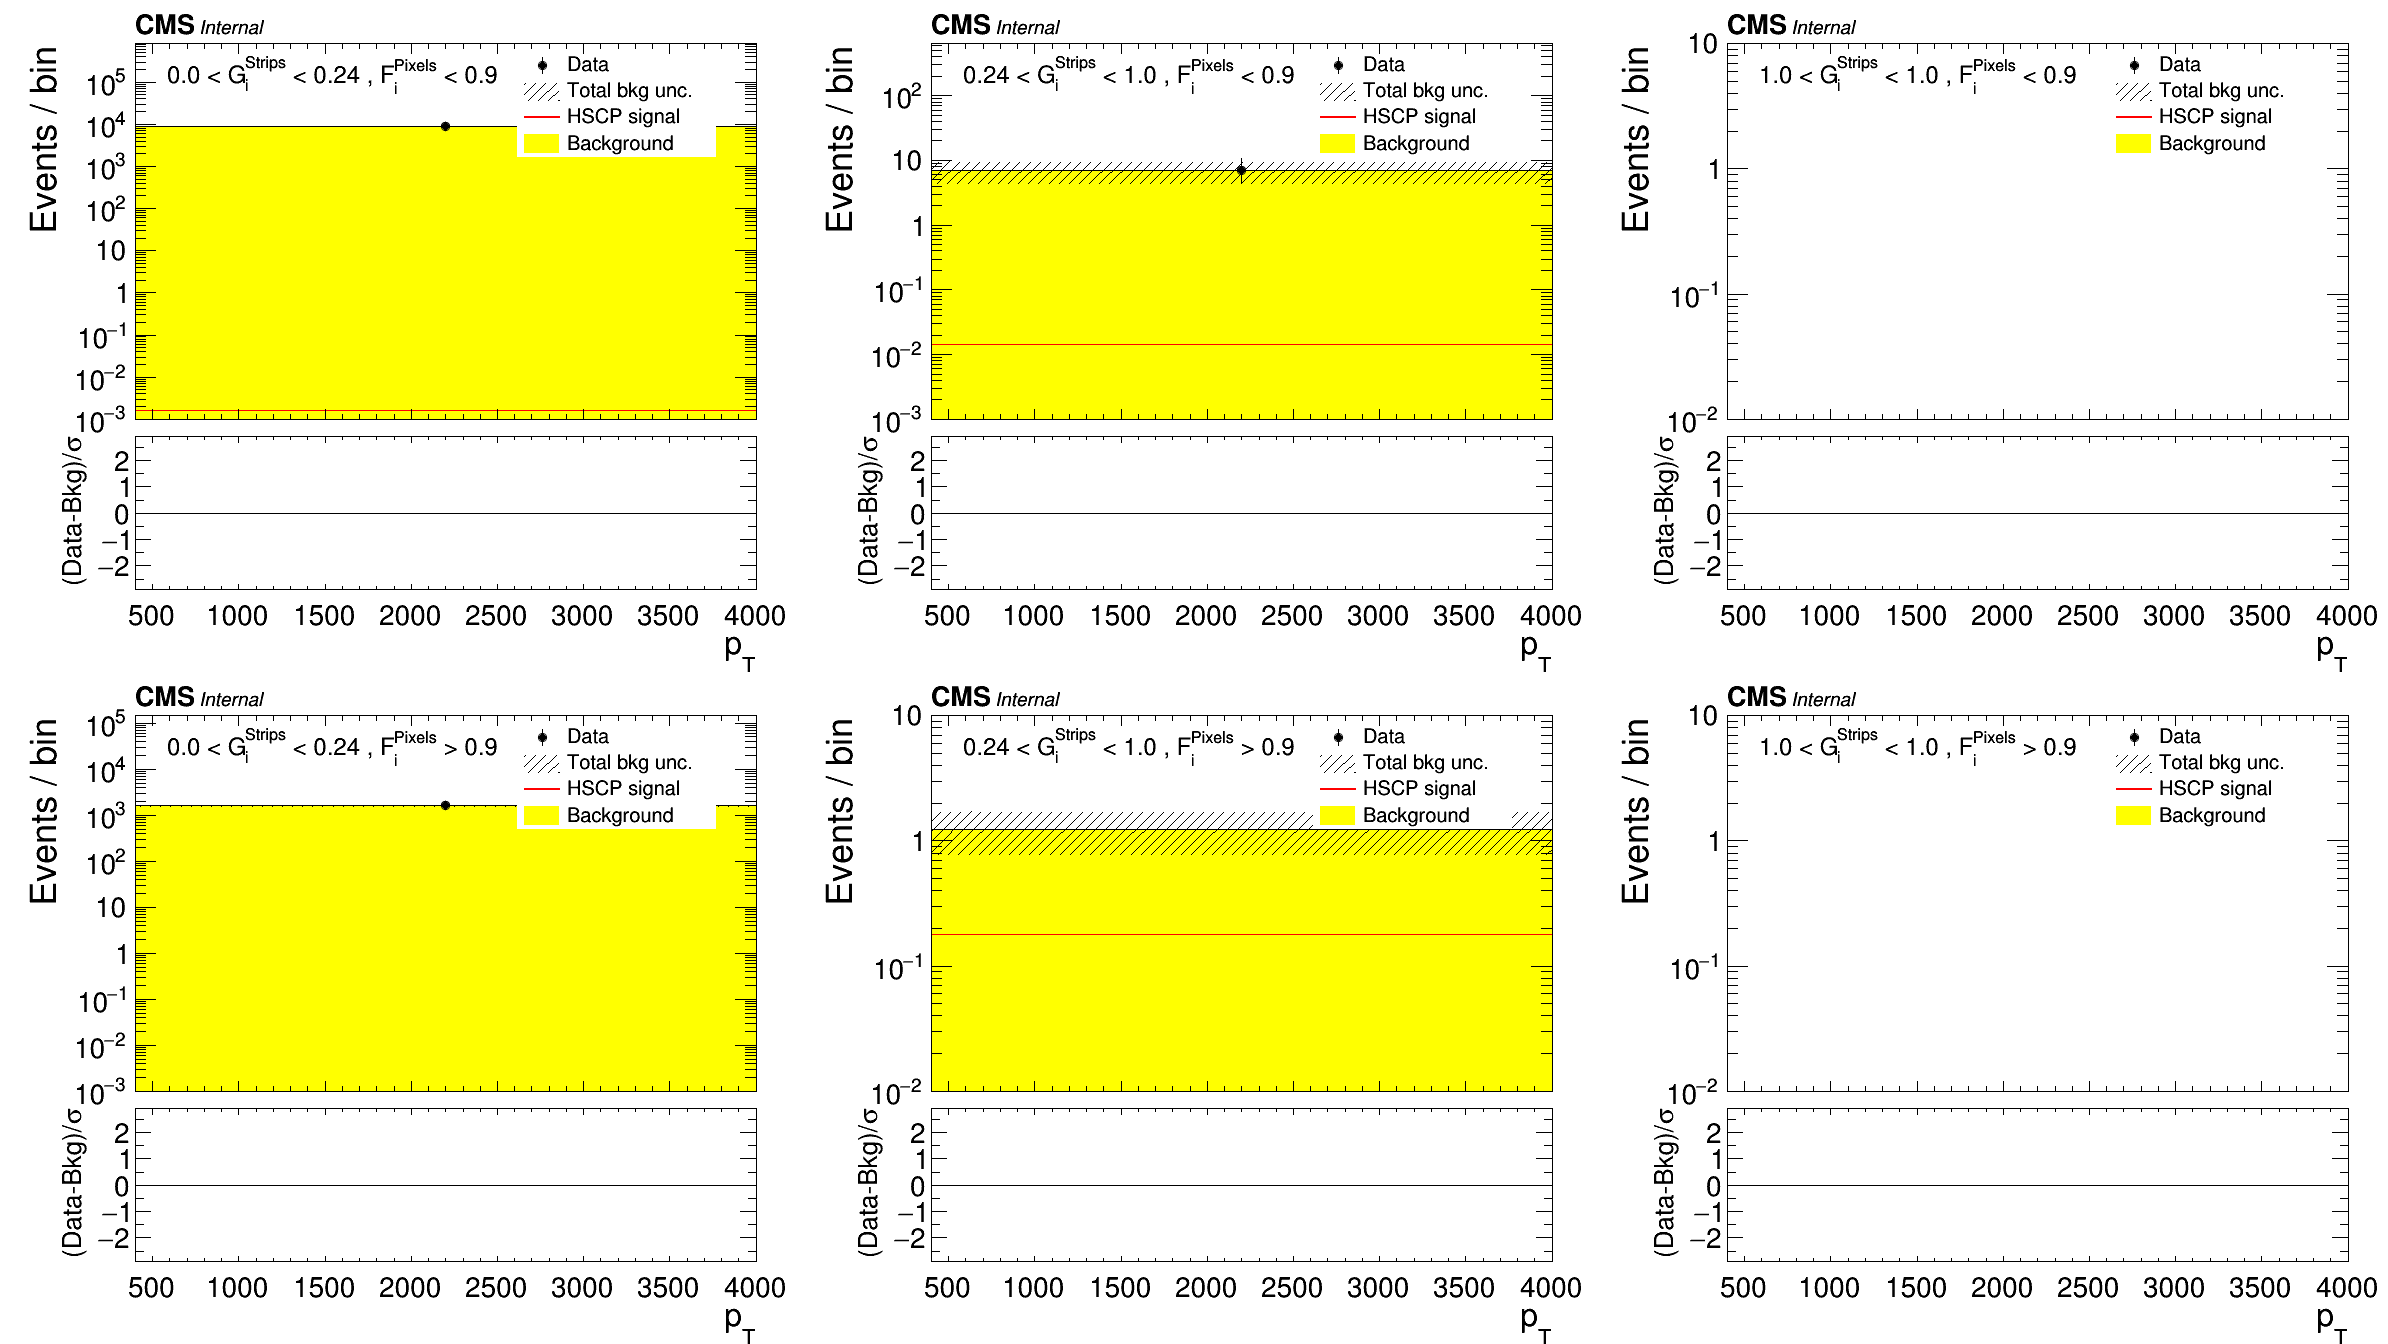 CMS Internal
Events / bin
0.0 < G_i^Strips < 0.24 , F_i^Pixels < 0.9
Data
Total bkg unc.
HSCP signal
Background
10^5
10^4
10^3
10^2
10
1
10^−1
10^−2
10^−3
(Data-Bkg)/σ
2
1
0
−1
−2
500 1000 1500 2000 2500 3000 3500 4000
p_T
CMS Internal
Events / bin
0.24 < G_i^Strips < 1.0 , F_i^Pixels < 0.9
Data
Total bkg unc.
HSCP signal
Background
10^2
10
1
10^−1
10^−2
10^−3
(Data-Bkg)/σ
2
1
0
−1
−2
500 1000 1500 2000 2500 3000 3500 4000
p_T
CMS Internal
Events / bin
1.0 < G_i^Strips < 1.0 , F_i^Pixels < 0.9
Data
Total bkg unc.
HSCP signal
Background
10
1
10^−1
10^−2
(Data-Bkg)/σ
2
1
0
−1
−2
500 1000 1500 2000 2500 3000 3500 4000
p_T
CMS Internal
Events / bin
0.0 < G_i^Strips < 0.24 , F_i^Pixels > 0.9
Data
Total bkg unc.
HSCP signal
Background
10^5
10^4
10^3
10^2
10
1
10^−1
10^−2
10^−3
(Data-Bkg)/σ
2
1
0
−1
−2
500 1000 1500 2000 2500 3000 3500 4000
p_T
CMS Internal
Events / bin
0.24 < G_i^Strips < 1.0 , F_i^Pixels > 0.9
Data
Total bkg unc.
HSCP signal
Background
10
1
10^−1
10^−2
(Data-Bkg)/σ
2
1
0
−1
−2
500 1000 1500 2000 2500 3000 3500 4000
p_T
CMS Internal
Events / bin
1.0 < G_i^Strips < 1.0 , F_i^Pixels > 0.9
Data
Total bkg unc.
HSCP signal
Background
10
1
10^−1
10^−2
(Data-Bkg)/σ
2
1
0
−1
−2
500 1000 1500 2000 2500 3000 3500 4000
p_T